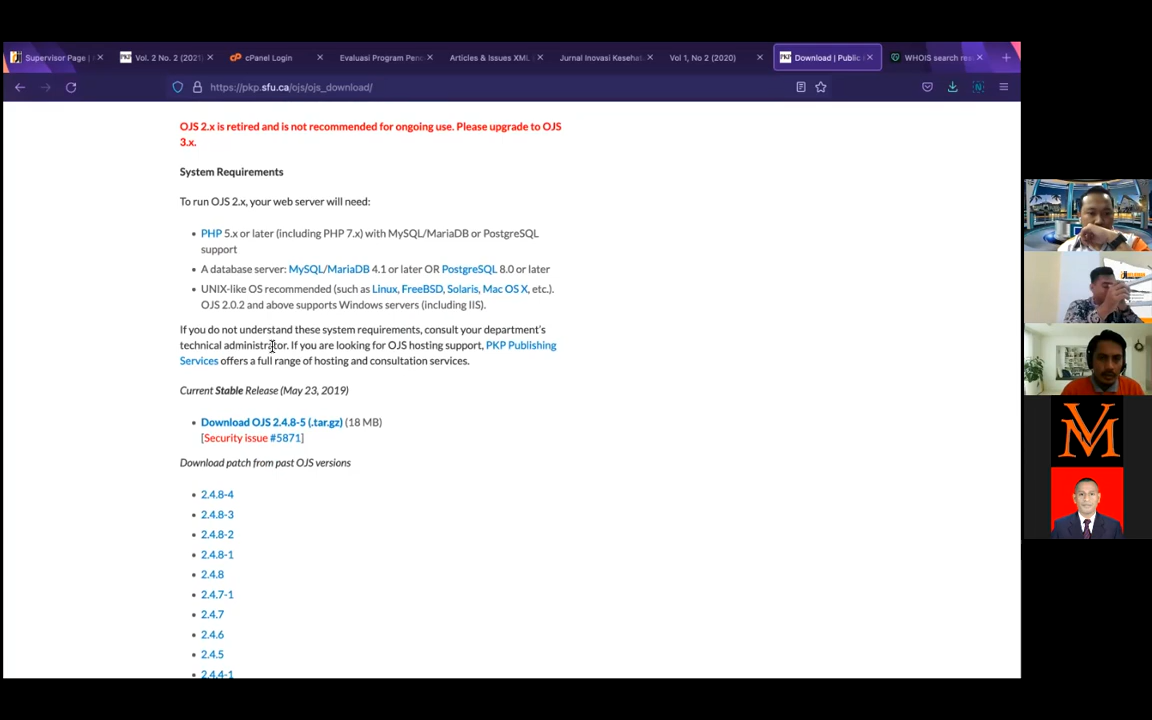 Supervisor Page |
Vol. 2 No. 2 (2021)
cPanel Login
Evaluasi Program Penc
Articles & Issues XML
Jurnal Inovasi Kesehat
Vol 1, No 2 (2020)
Download | Public
WHOIS search res
https://pkp.sfu.ca/ojs/ojs_download/
OJS 2.x is retired and is not recommended for ongoing use. Please upgrade to OJS
3.x.
System Requirements
To run OJS 2.x, your web server will need:
• PHP 5.x or later (including PHP 7.x) with MySQL/MariaDB or PostgreSQL
support
• A database server: MySQL/MariaDB 4.1 or later OR PostgreSQL 8.0 or later
• UNIX-like OS recommended (such as Linux, FreeBSD, Solaris, Mac OS X, etc.).
OJS 2.0.2 and above supports Windows servers (including IIS).
If you do not understand these system requirements, consult your department's
technical administrator. If you are looking for OJS hosting support, PKP Publishing
Services offers a full range of hosting and consultation services.
Current Stable Release (May 23, 2019)
• Download OJS 2.4.8-5 (.tar.gz) (18 MB)
[Security issue #5871]
Download patch from past OJS versions
• 2.4.8-4
• 2.4.8-3
• 2.4.8-2
• 2.4.8-1
• 2.4.8
• 2.4.7-1
• 2.4.7
• 2.4.6
• 2.4.5
• 2.4.4-1